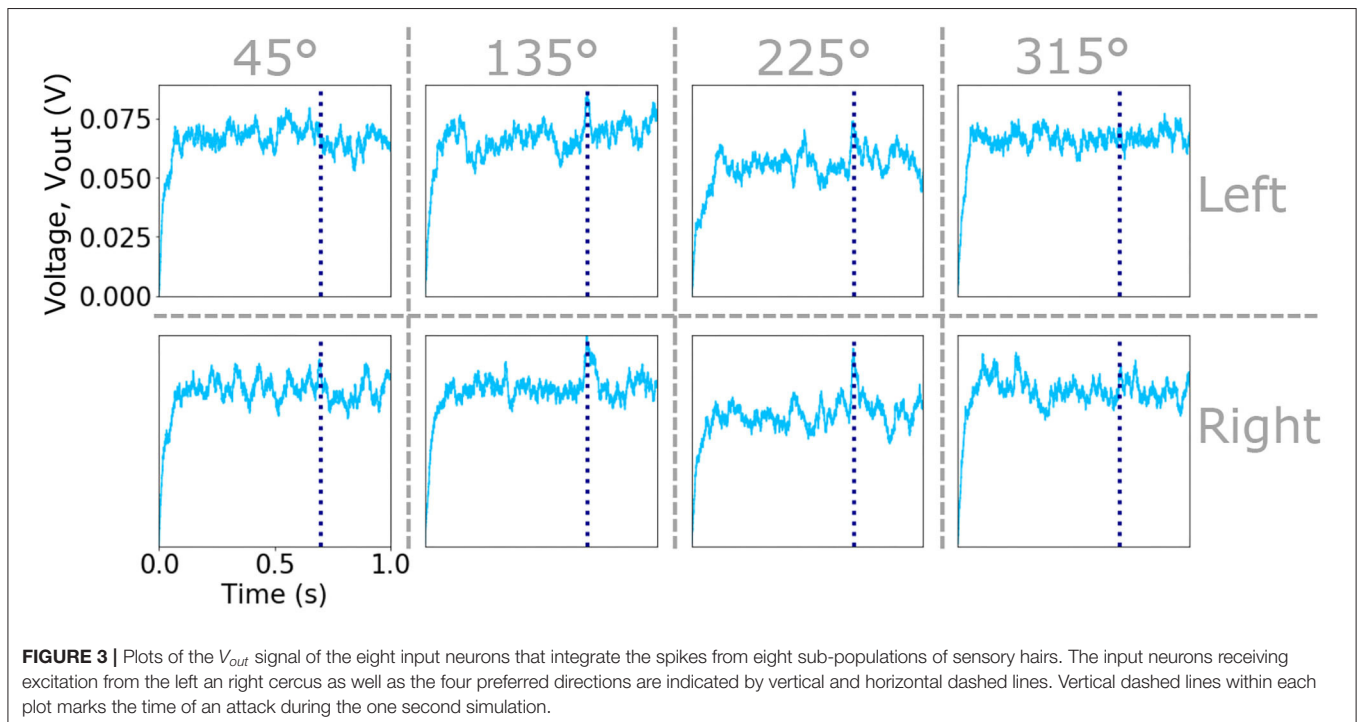 45° 135° 225° 315°
Voltage, Vout (V)
0.075
0.050
0.025
0.000
Left
Right
0.0 0.5 1.0
Time (s)
FIGURE 3 | Plots of the Vout signal of the eight input neurons that integrate the spikes from eight sub-populations of sensory hairs. The input neurons receiving
excitation from the left an right cercus as well as the four preferred directions are indicated by vertical and horizontal dashed lines. Vertical dashed lines within each
plot marks the time of an attack during the one second simulation.